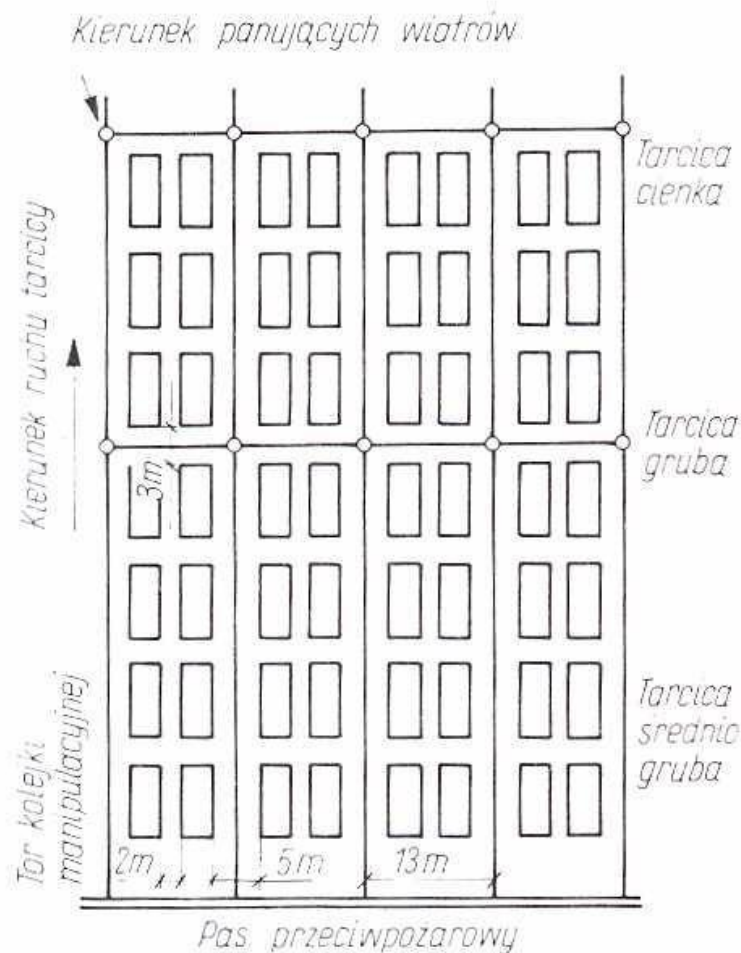 Kierunek panujących wiatrów
Tarcica
cienka
Kierunek ruchu tarcicy
Tarcica
gruba
3m
Tor kolejki
manipulacyjnej
Tarcica
średnio
gruba
2m
5m
13m
Pas przeciwpożarowy